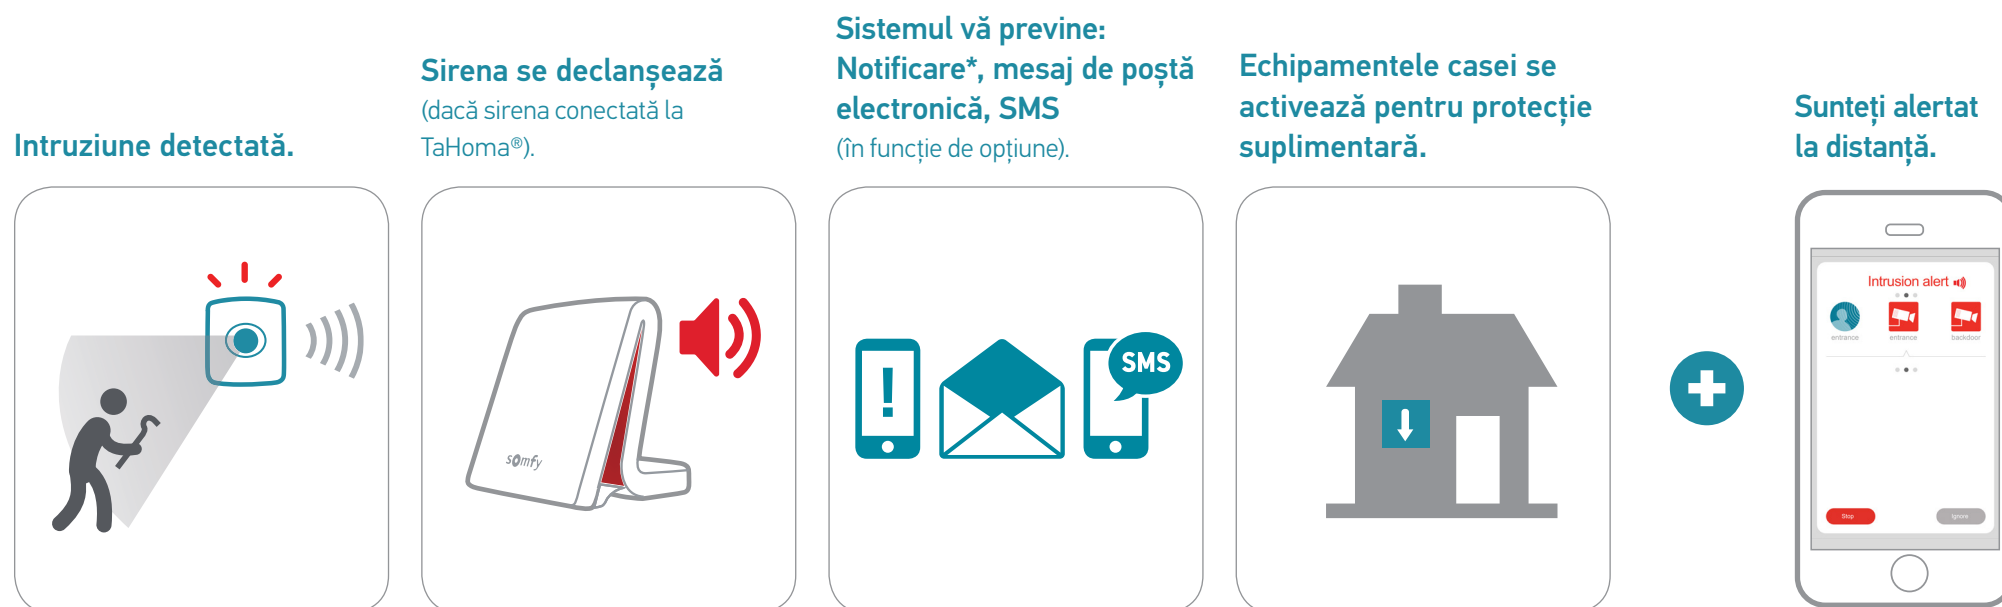 Intruziune detectată.
Sirena se declanșează
(dacă sirena conectată la
TaHoma®).
Sistemul vă previne:
Notificare*, mesaj de poștă
electronică, SMS
(în funcție de opțiune).
Echipamentele casei se
activează pentru protecție
suplimentară.
Sunteți alertat
la distanță.
somfy
!
SMS
Intrusion alert
entrance
entrance
backdoor
Stop
Ignore